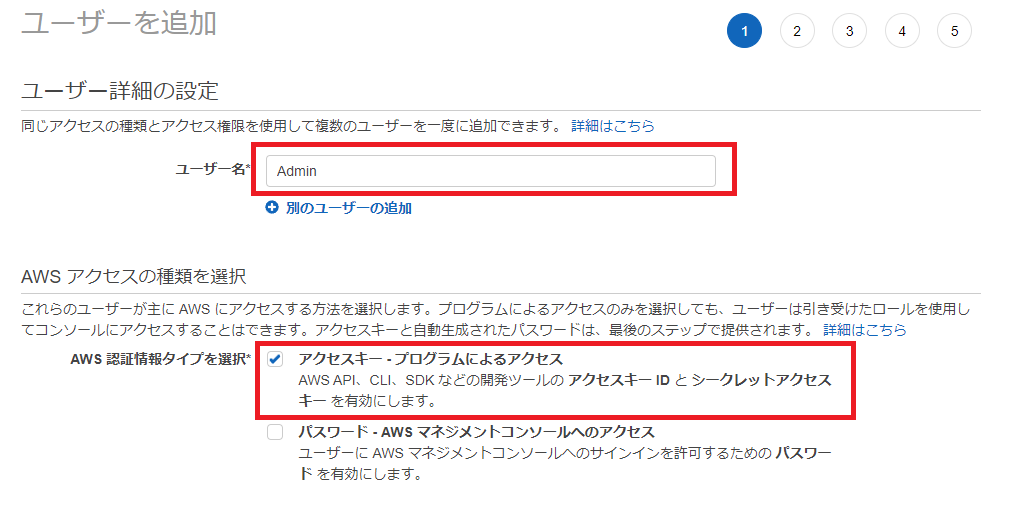 ユーザーを追加
1 2 3 4 5
ユーザー詳細の設定
同じアクセスの種類とアクセス権限を使用して複数のユーザーを一度に追加できます。 詳細はこちら
ユーザー名* Admin
別のユーザーの追加
AWS アクセスの種類を選択
これらのユーザーが主に AWS にアクセスする方法を選択します。プログラムによるアクセスのみを選択しても、ユーザーは引き受けたロールを使用し
てコンソールにアクセスすることはできます。アクセスキーと自動生成されたパスワードは、最後のステップで提供されます。 詳細はこちら
AWS 認証情報タイプを選択* アクセスキー - プログラムによるアクセス
AWS API、CLI、SDK などの開発ツールの アクセスキー ID と シークレットアクセス
キー を有効にします。
パスワード - AWS マネジメントコンソールへのアクセス
ユーザーに AWS マネジメントコンソールへのサインインを許可するための パスワー
ド を有効にします。